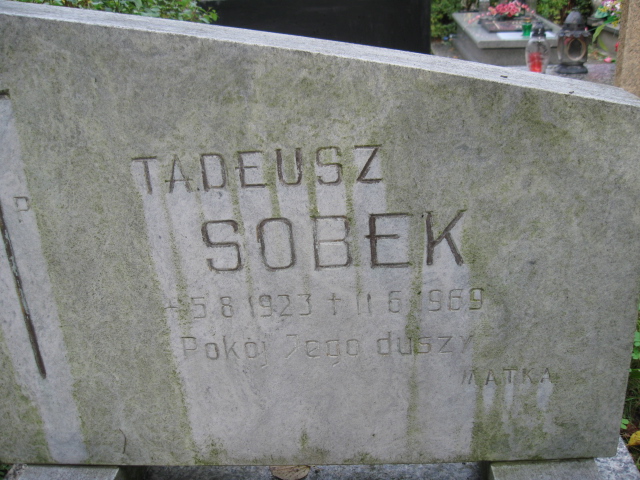 P
TADEUSZ
SOBEK
+ 5 8 1923 + 11 6 1969
Pokój Jego duszy
MATKA